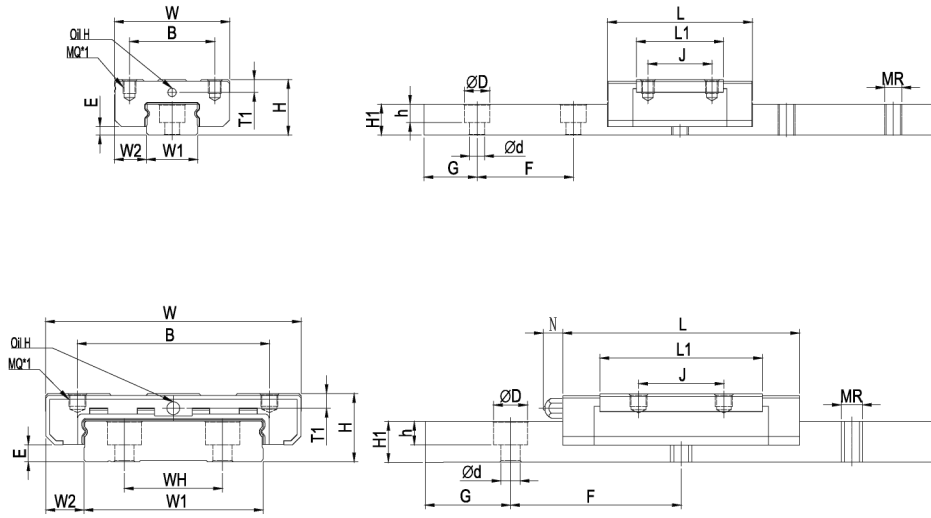 W
L
Oil H
B
L1
MQ*1
J
MR
E
T1
H
H1
h
ØD
W2
W1
Ød
G
F
W
N
L
B
Oil H
L1
MQ*1
J
MR
ØD
E
T1
H
H1
h
WH
Ød
W2
W1
G
F